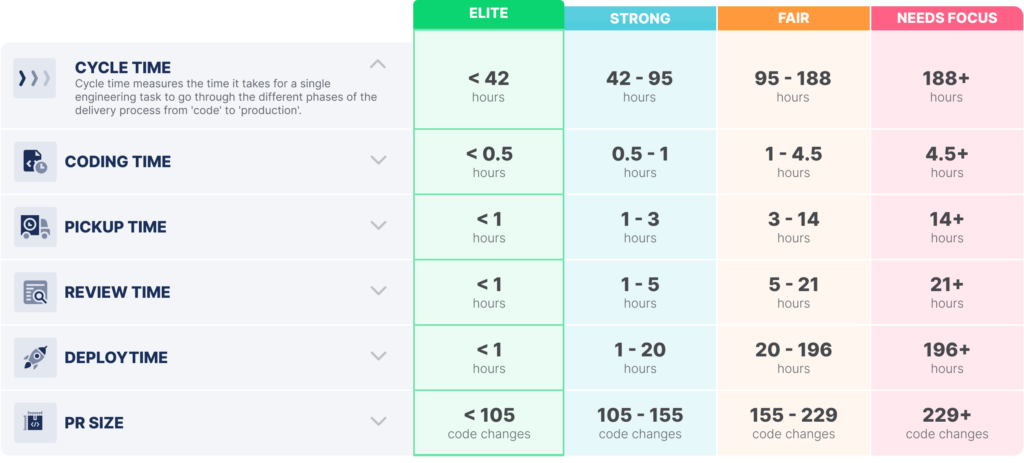 ELITE
STRONG
FAIR
NEEDS FOCUS
CYCLE TIME
Cycle time measures the time it takes for a single
engineering task to go through the different phases of the
delivery process from 'code' to 'production'.
< 42
hours
42 - 95
hours
95 - 188
hours
188+
hours
CODING TIME
< 0.5
hours
0.5 - 1
hours
1 - 4.5
hours
4.5+
hours
PICKUP TIME
< 1
hours
1 - 3
hours
3 - 14
hours
14+
hours
REVIEW TIME
< 1
hours
1 - 5
hours
5 - 21
hours
21+
hours
DEPLOY TIME
< 1
hours
1 - 20
hours
20 - 196
hours
196+
hours
PR SIZE
< 105
code changes
105 - 155
code changes
155 - 229
code changes
229+
code changes